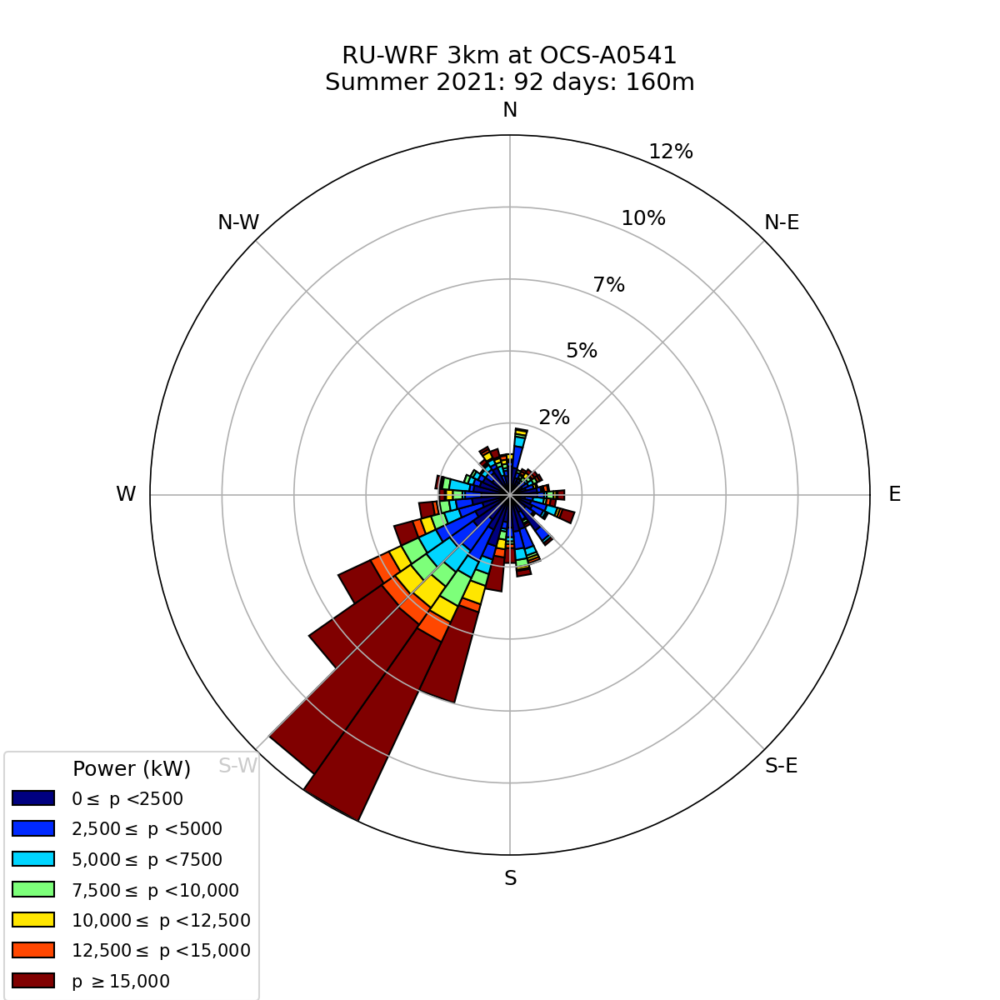 RU-WRF 3km at OCS-A0541
Summer 2021: 92 days: 160m
N
12%
N-W
10%
N-E
7%
5%
2%
W
E
S-W
S-E
S
Power (kW)
0≤ p <2500
2,500≤ p <5000
5,000≤ p <7500
7,500≤ p <10,000
10,000≤ p <12,500
12,500≤ p <15,000
p ≥15,000